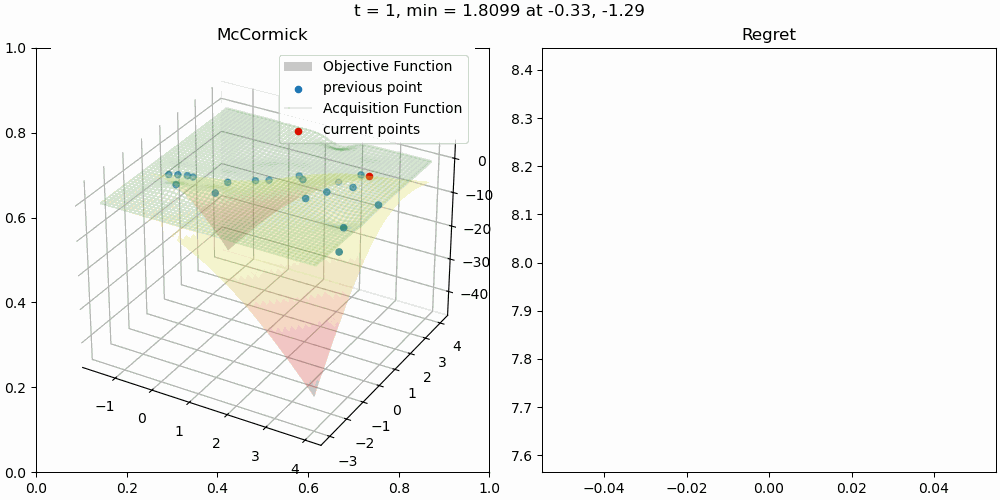 t = 1, min = 1.8099 at -0.33, -1.29
McCormick
Regret
Objective Function
previous point
Acquisition Function
current points
1.0
0.8
0.6
0.4
0.2
0.0
0.0 0.2 0.4 0.6 0.8 1.0
0
−10
−20
−30
−40
−1 0 1 2 3 4
−3 −2 −1 0 1 2 3 4
8.4
8.3
8.2
8.1
8.0
7.9
7.8
7.7
7.6
−0.04 −0.02 0.00 0.02 0.04